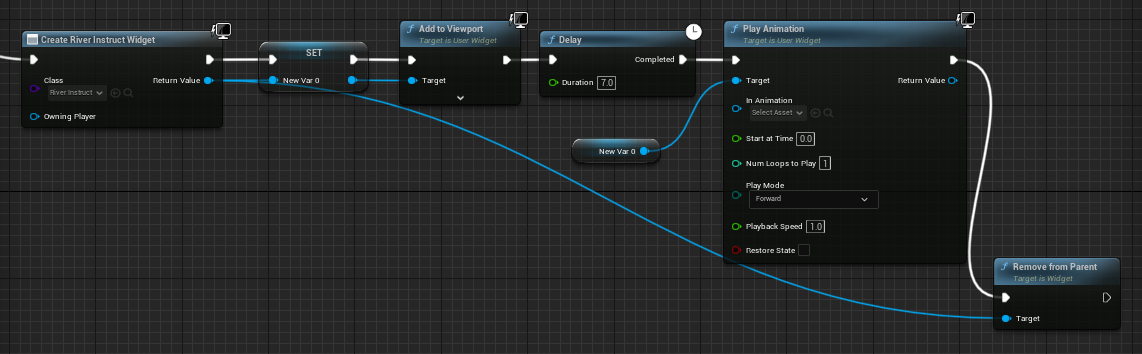 Create River Instruct Widget
Class
River Instruct
Return Value
Owning Player
SET
New Var 0
Add to Viewport
Target is User Widget
Target
Delay
Completed
Duration 7.0
New Var 0
Play Animation
Target is User Widget
Target
Return Value
In Animation
Select Asset
Start at Time 0.0
Num Loops to Play 1
Play Mode
Forward
Playback Speed 1.0
Restore State
Remove from Parent
Target is Widget
Target